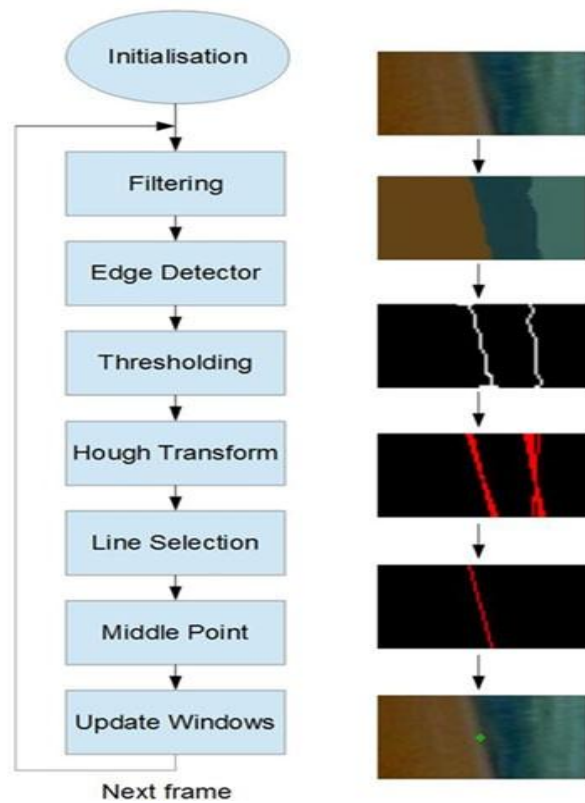 Initialisation
Filtering
Edge Detector
Thresholding
Hough Transform
Line Selection
Middle Point
Update Windows
Next frame